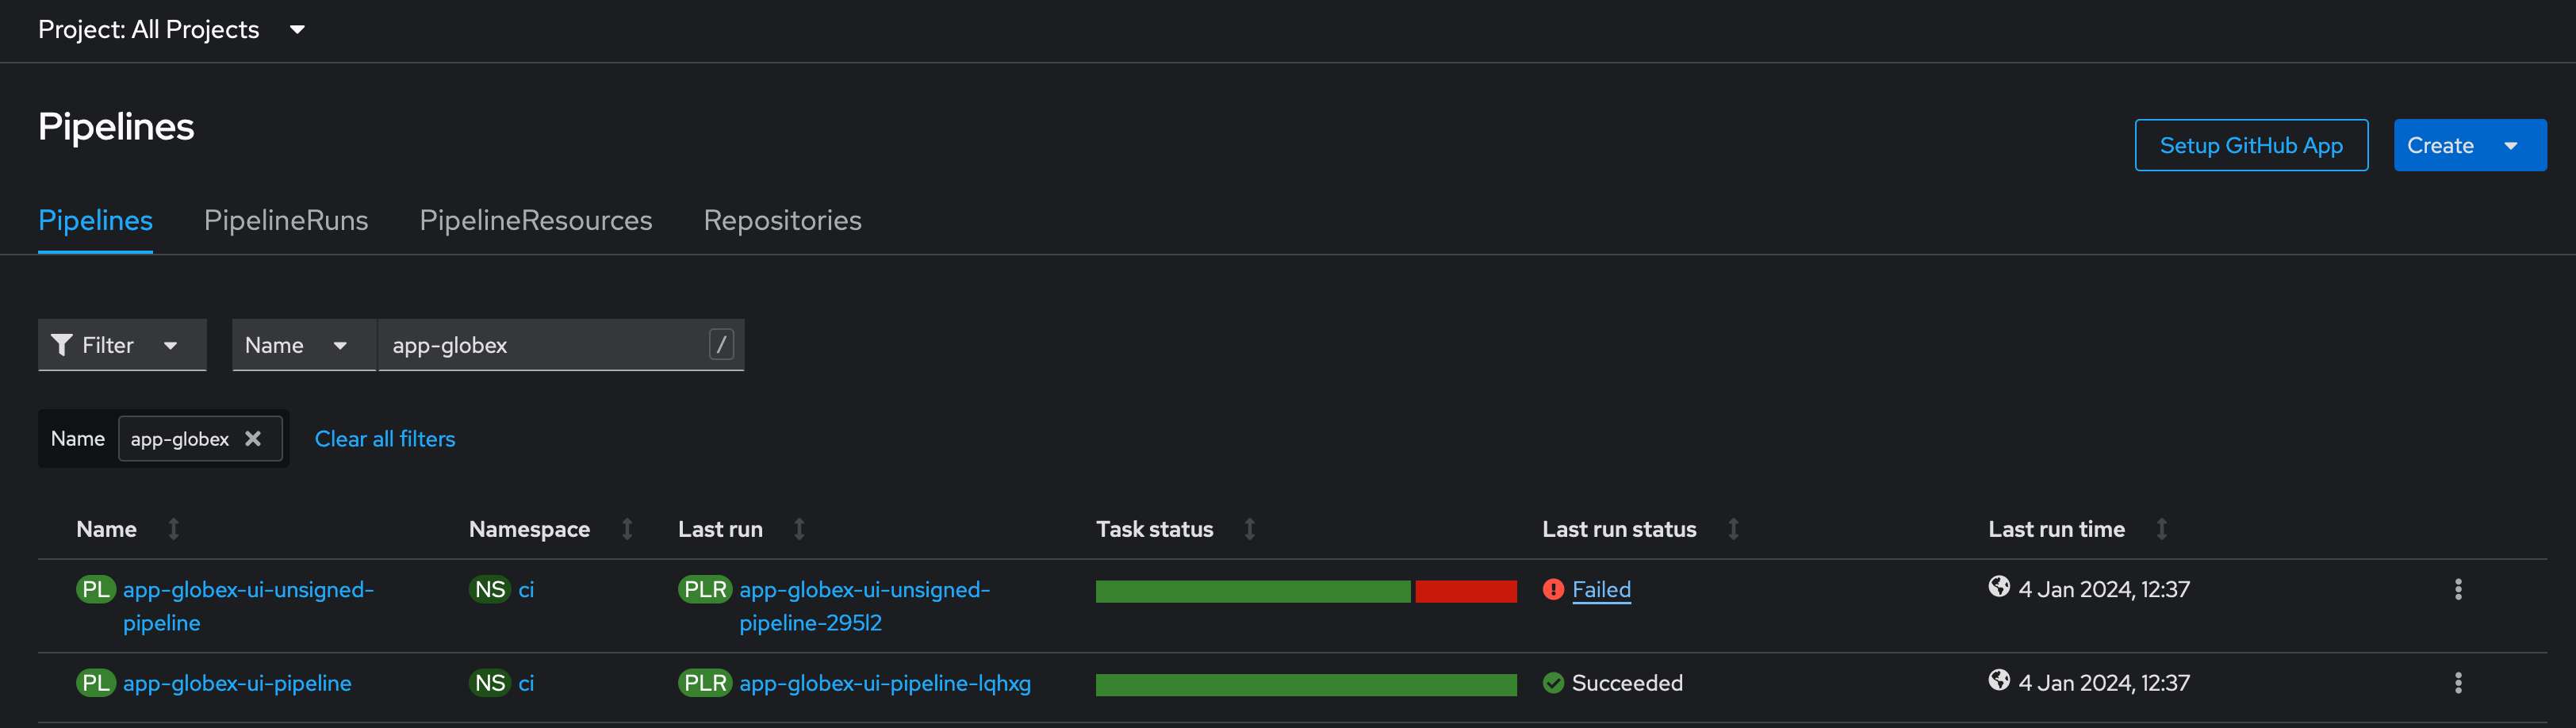 Project: All Projects
Pipelines
Setup GitHub App
Create
Pipelines
PipelineRuns
PipelineResources
Repositories
Filter
Name
app-globex
/
Name
app-globex
Clear all filters
Name
Namespace
Last run
Task status
Last run status
Last run time
PL app-globex-ui-unsigned-
pipeline
NS ci
PLR app-globex-ui-unsigned-
pipeline-295l2
Failed
4 Jan 2024, 12:37
PL app-globex-ui-pipeline
NS ci
PLR app-globex-ui-pipeline-lqhxg
Succeeded
4 Jan 2024, 12:37